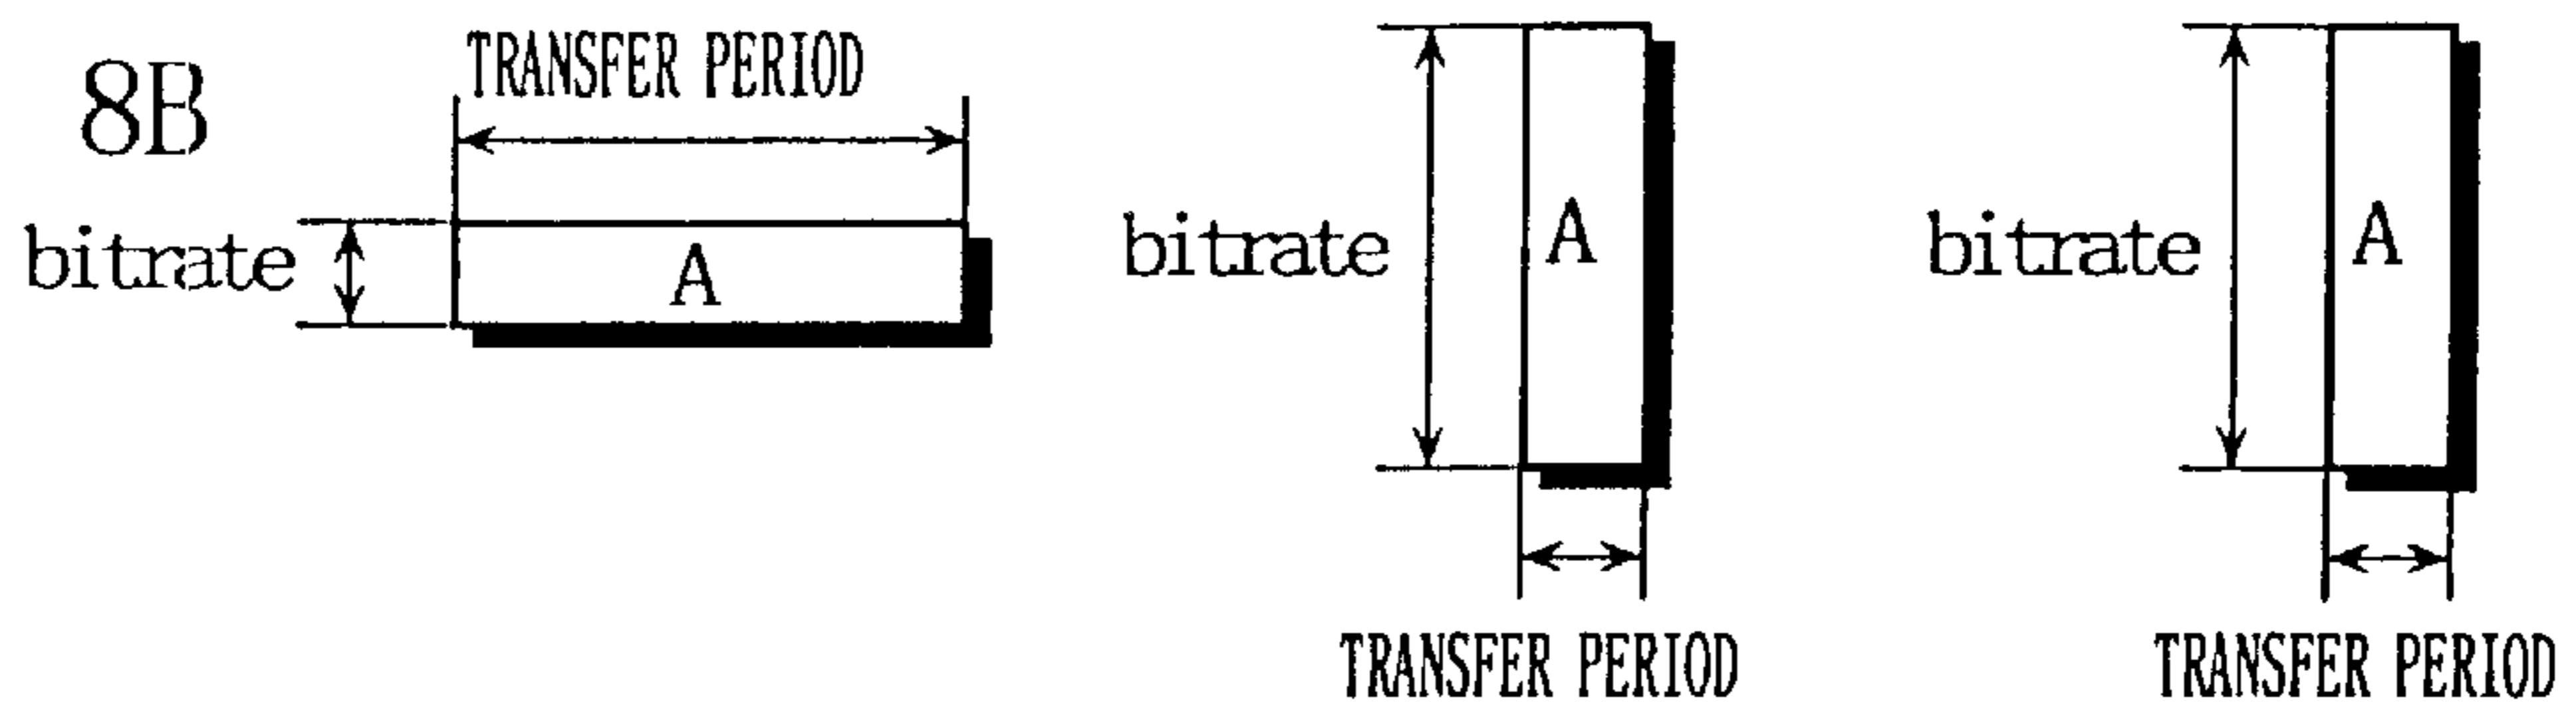 8B
TRANSFER PERIOD
bitrate
A
bitrate
A
TRANSFER PERIOD
bitrate
A
TRANSFER PERIOD